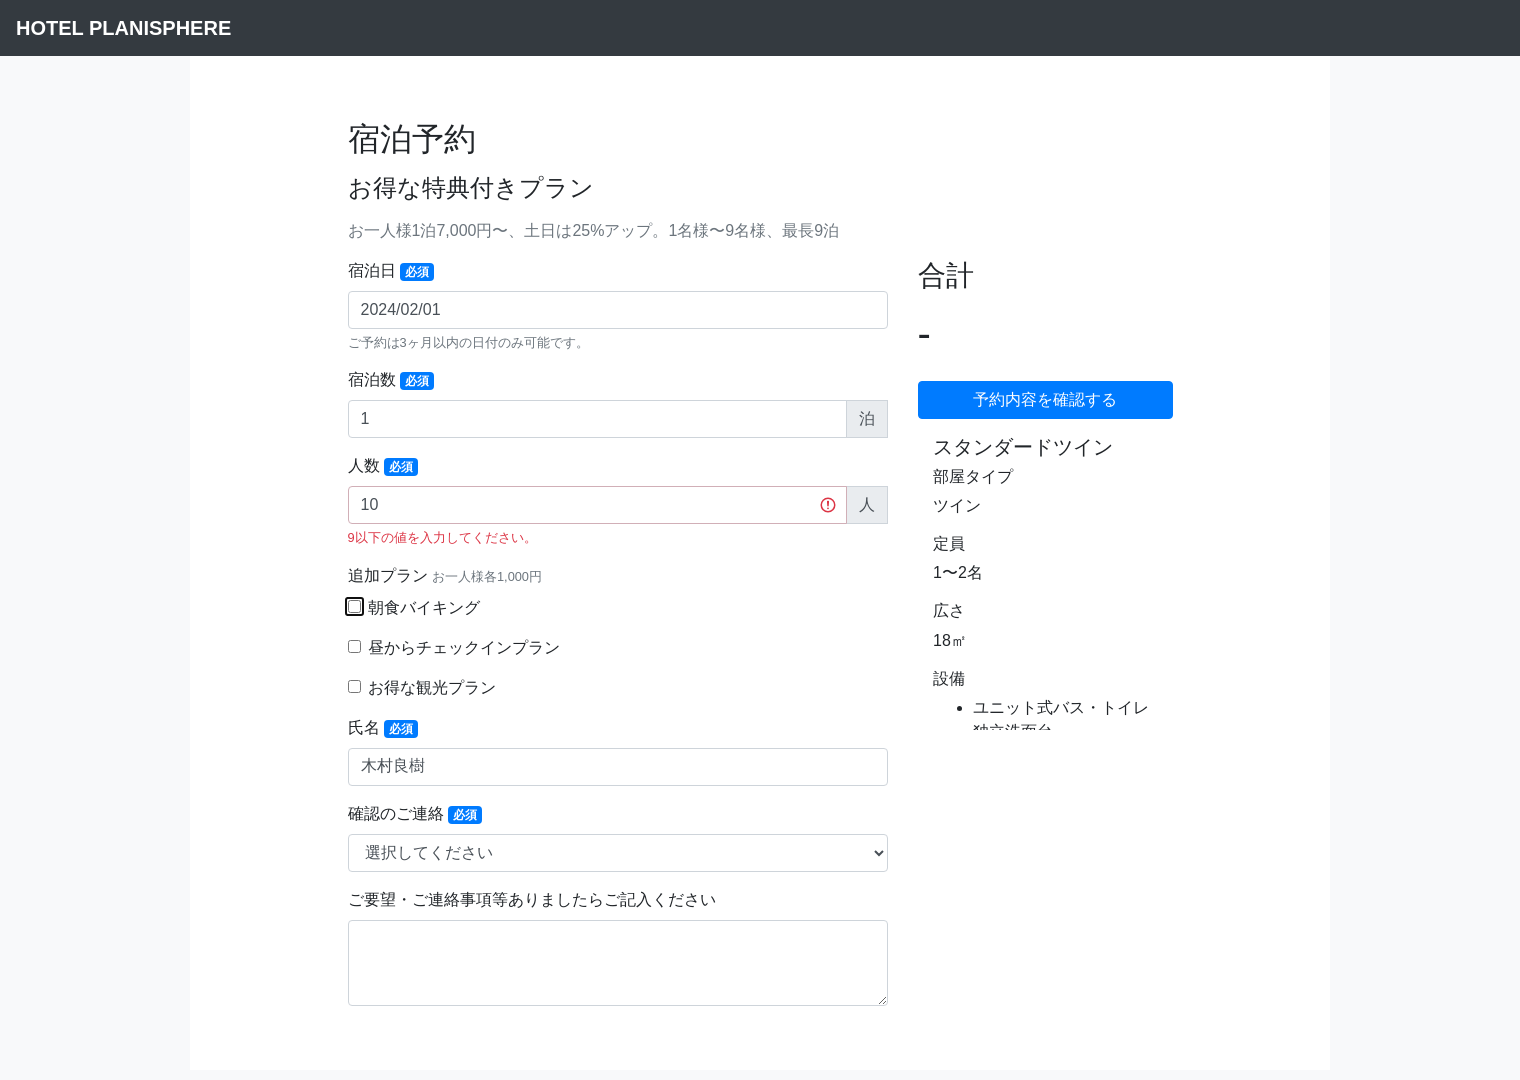 HOTEL PLANISPHERE
宿泊予約
お得な特典付きプラン
お一人様1泊7,000円〜、土日は25%アップ。1名様〜9名様、最長9泊
宿泊日 必須
2024/02/01
ご予約は3ヶ月以内の日付のみ可能です。
宿泊数 必須
1 泊
人数 必須
10 人
9以下の値を入力してください。
追加プラン お一人様各1,000円
朝食バイキング
昼からチェックインプラン
お得な観光プラン
氏名 必須
木村良樹
確認のご連絡 必須
選択してください
ご要望・ご連絡事項等ありましたらご記入ください
合計
-
予約内容を確認する
スタンダードツイン
部屋タイプ
ツイン
定員
1〜2名
広さ
18㎡
設備
• ユニット式バス・トイレ
独立洗面台